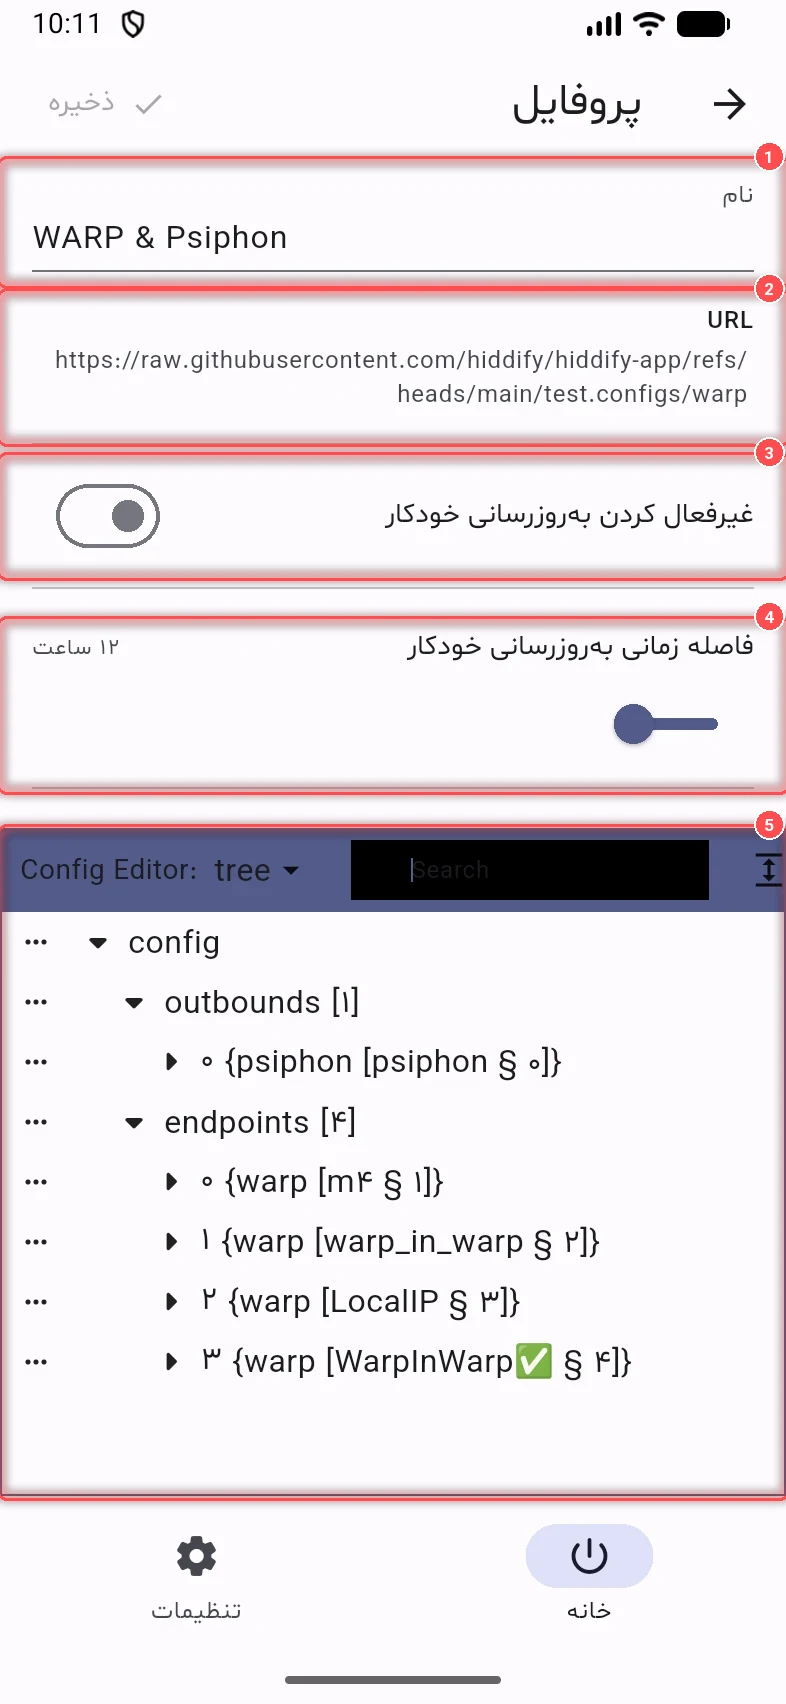 10:11
پروفایل
ذخیره
1
نام
WARP & Psiphon
2
URL
https://raw.githubusercontent.com/hiddify/hiddify-app/refs/
heads/main/test.configs/warp
3
غیرفعال کردن به‌روزرسانی خودکار
4
فاصله زمانی به‌روزرسانی خودکار
۱۲ ساعت
5
Config Editor: tree
Search
config
outbounds [۱]
۰ {psiphon [psiphon § ۰]}
endpoints [۴]
۰ {warp [m۴ § ۱]}
۱ {warp [warp_in_warp § ۲]}
۲ {warp [LocalIP § ۳]}
۳ {warp [WarpInWarp✅ § ۴]}
خانه
تنظیمات